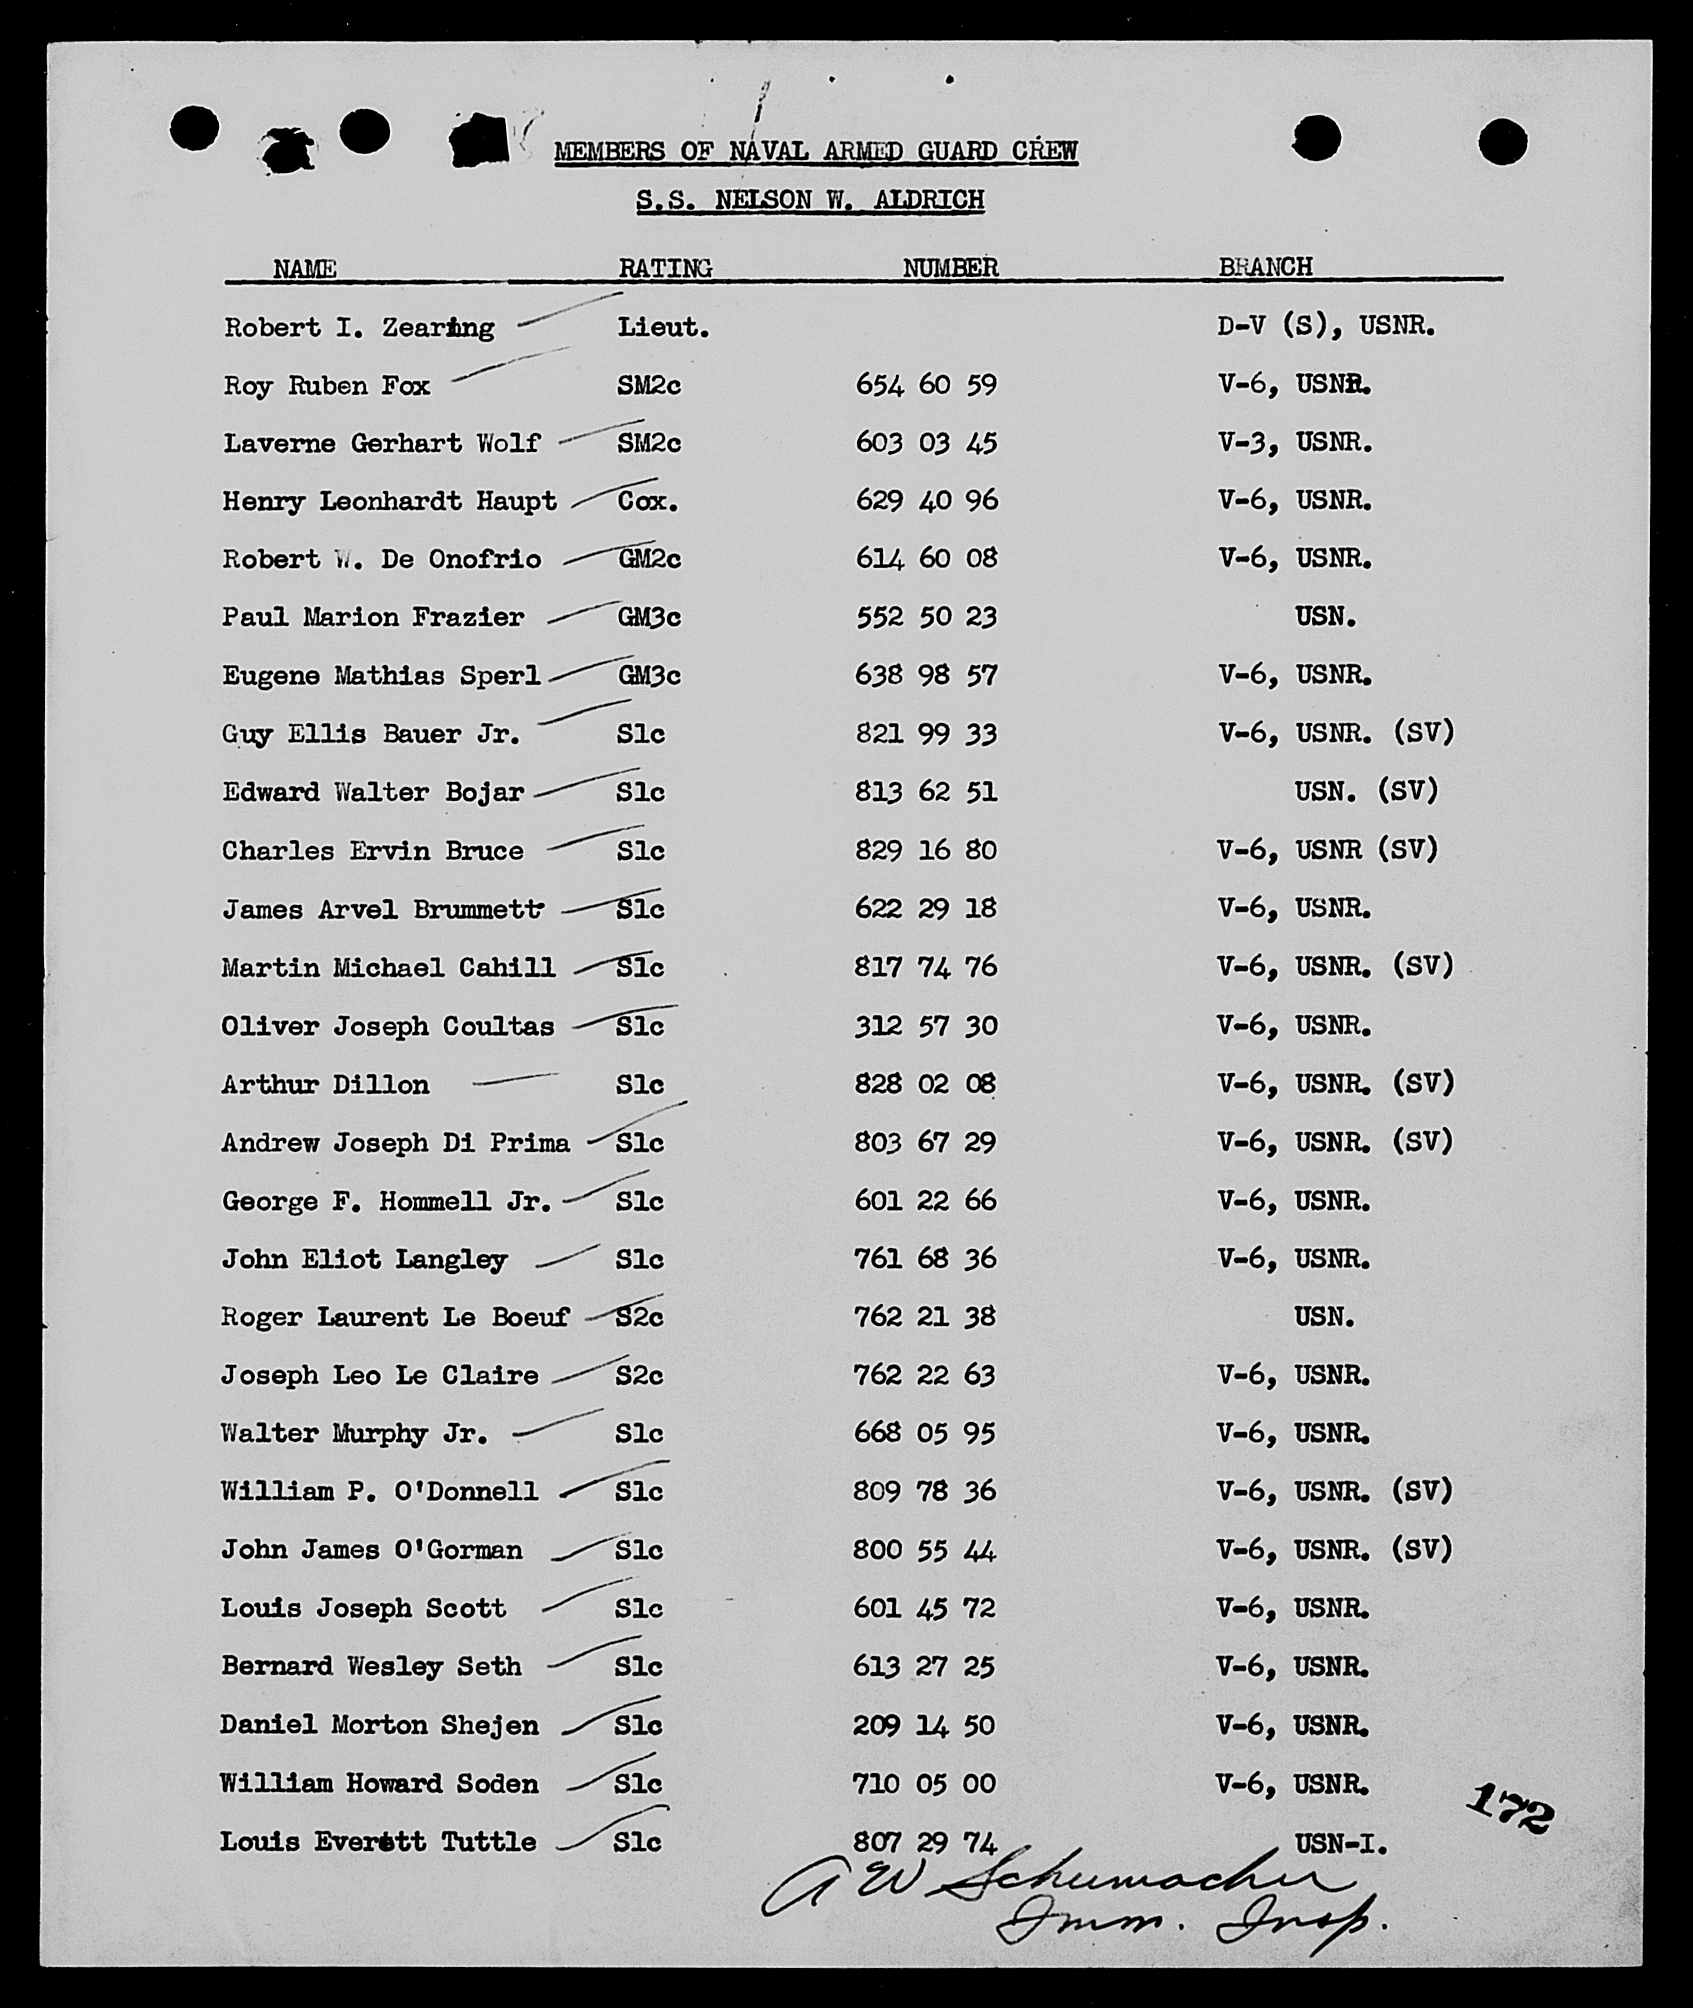 MEMBERS OF NAVAL ARMED GUARD CREW
S.S. NELSON W. ALDRICH
NAME RATING NUMBER BRANCH
Robert I. Zearing Lieut. D-V (S), USNR.
Roy Ruben Fox SM2c 654 60 59 V-6, USNR.
Laverne Gerhart Wolf SM2c 603 03 45 V-3, USNR.
Henry Leonhardt Haupt Cox. 629 40 96 V-6, USNR.
Robert W. De Onofrio GM2c 614 60 08 V-6, USNR.
Paul Marion Frazier GM3c 552 50 23 USN.
Eugene Mathias Sperl GM3c 638 98 57 V-6, USNR.
Guy Ellis Bauer Jr. S1c 821 99 33 V-6, USNR. (SV)
Edward Walter Bojar S1c 813 62 51 USN. (SV)
Charles Ervin Bruce S1c 829 16 80 V-6, USNR (SV)
James Arvel Brummett S1c 622 29 18 V-6, USNR.
Martin Michael Cahill S1c 817 74 76 V-6, USNR. (SV)
Oliver Joseph Coultas S1c 312 57 30 V-6, USNR.
Arthur Dillon S1c 828 02 08 V-6, USNR. (SV)
Andrew Joseph Di Prima S1c 803 67 29 V-6, USNR. (SV)
George F. Hommell Jr. S1c 601 22 66 V-6, USNR.
John Eliot Langley S1c 761 68 36 V-6, USNR.
Roger Laurent Le Boeuf S2c 762 21 38 USN.
Joseph Leo Le Claire S2c 762 22 63 V-6, USNR.
Walter Murphy Jr. S1c 668 05 95 V-6, USNR.
William P. O'Donnell S1c 809 78 36 V-6, USNR. (SV)
John James O'Gorman S1c 800 55 44 V-6, USNR. (SV)
Louis Joseph Scott S1c 601 45 72 V-6, USNR.
Bernard Wesley Seth S1c 613 27 25 V-6, USNR.
Daniel Morton Shejen S1c 209 14 50 V-6, USNR.
William Howard Soden S1c 710 05 00 V-6, USNR.
172
Louis Everett Tuttle S1c 807 29 74 USN-I.
A W Schumacher
Imm. Insp.